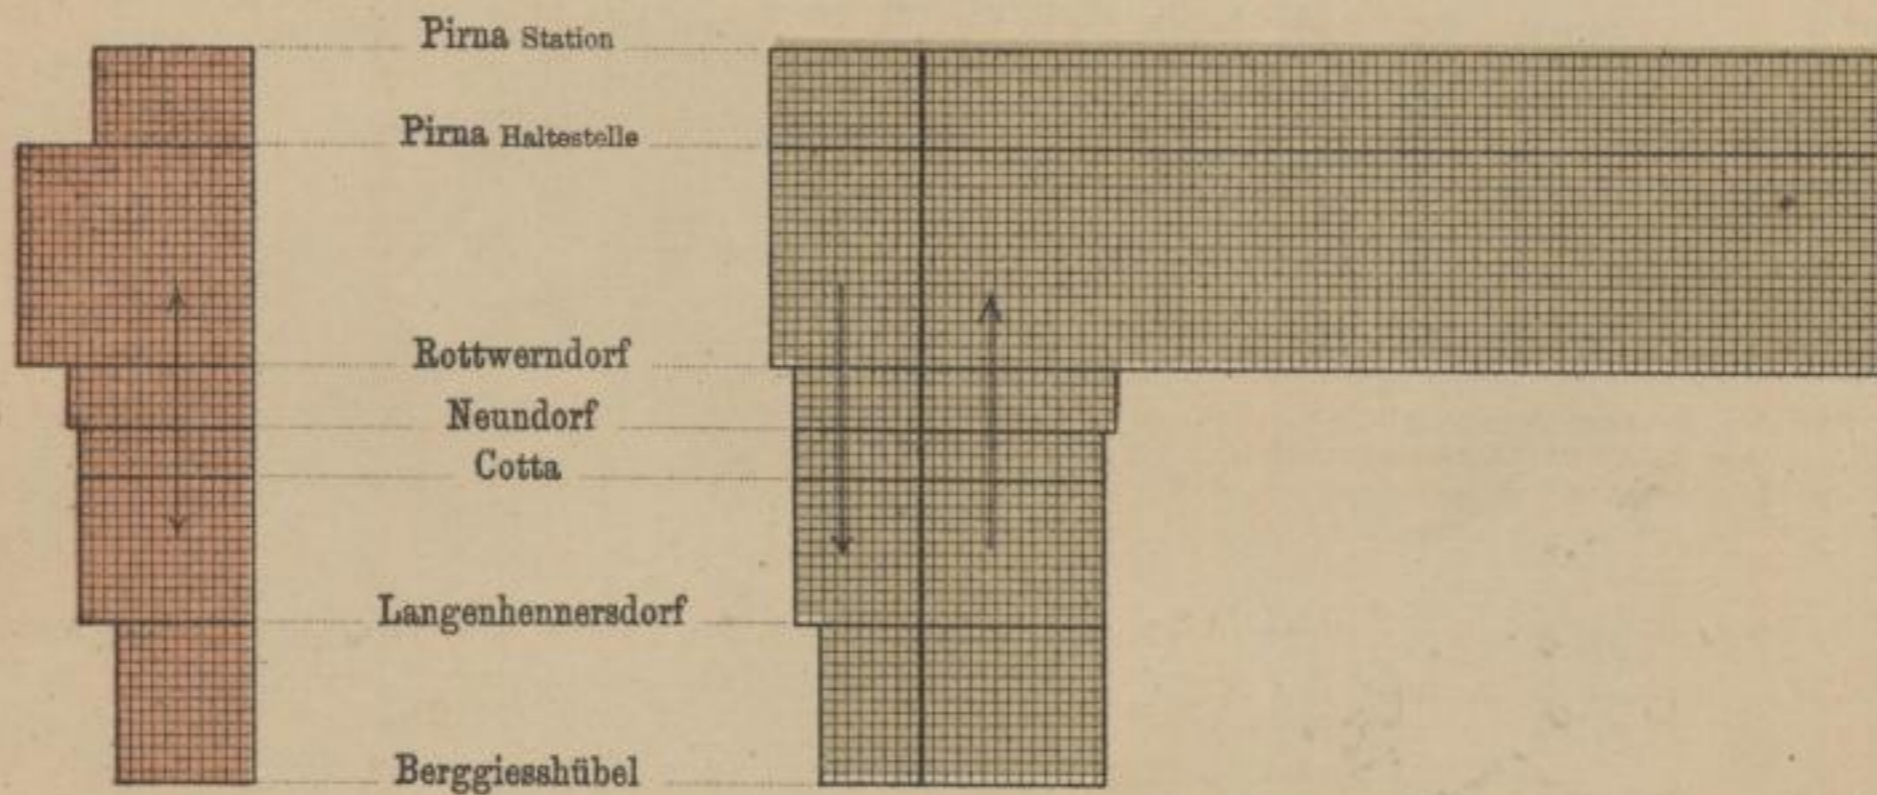 Pirna Station
Pirna Haltestelle
Rottwerndorf
Neundorf
Cotta
Langenhennersdorf
Berggiesshübel